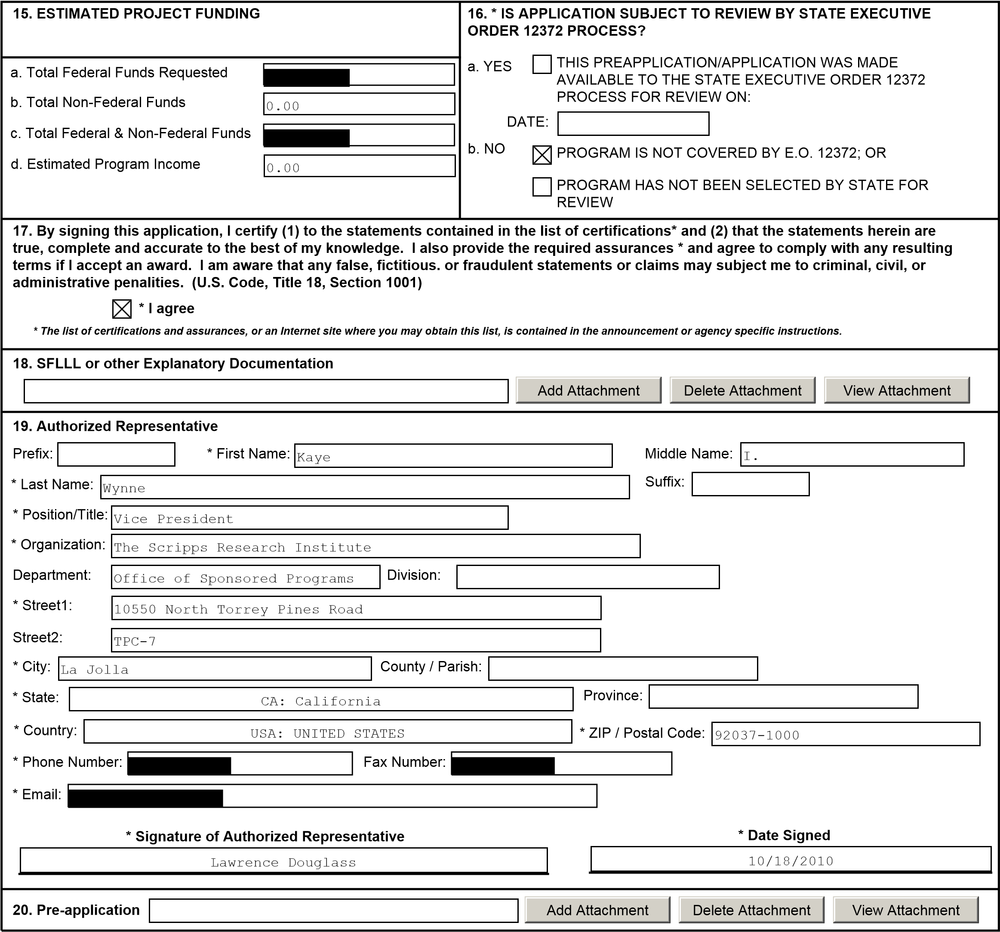 15. ESTIMATED PROJECT FUNDING
a. Total Federal Funds Requested
b. Total Non-Federal Funds 0.00
c. Total Federal & Non-Federal Funds
d. Estimated Program Income 0.00
16. * IS APPLICATION SUBJECT TO REVIEW BY STATE EXECUTIVE
ORDER 12372 PROCESS?
a. YES THIS PREAPPLICATION/APPLICATION WAS MADE
AVAILABLE TO THE STATE EXECUTIVE ORDER 12372
PROCESS FOR REVIEW ON:
DATE:
b. NO PROGRAM IS NOT COVERED BY E.O. 12372; OR
PROGRAM HAS NOT BEEN SELECTED BY STATE FOR
REVIEW
17. By signing this application, I certify (1) to the statements contained in the list of certifications* and (2) that the statements herein are
true, complete and accurate to the best of my knowledge. I also provide the required assurances * and agree to comply with any resulting
terms if I accept an award. I am aware that any false, fictitious. or fraudulent statements or claims may subject me to criminal, civil, or
administrative penalities. (U.S. Code, Title 18, Section 1001)
* I agree
* The list of certifications and assurances, or an Internet site where you may obtain this list, is contained in the announcement or agency specific instructions.
18. SFLLL or other Explanatory Documentation
Add Attachment Delete Attachment View Attachment
19. Authorized Representative
Prefix: * First Name: Kaye Middle Name: I.
* Last Name: Wynne Suffix:
* Position/Title: Vice President
* Organization: The Scripps Research Institute
Department: Office of Sponsored Programs Division:
* Street1: 10550 North Torrey Pines Road
Street2: TPC-7
* City: La Jolla County / Parish:
* State: CA: California Province:
* Country: USA: UNITED STATES * ZIP / Postal Code: 92037-1000
* Phone Number: Fax Number:
* Email:
* Signature of Authorized Representative * Date Signed
Lawrence Douglass 10/18/2010
20. Pre-application Add Attachment Delete Attachment View Attachment